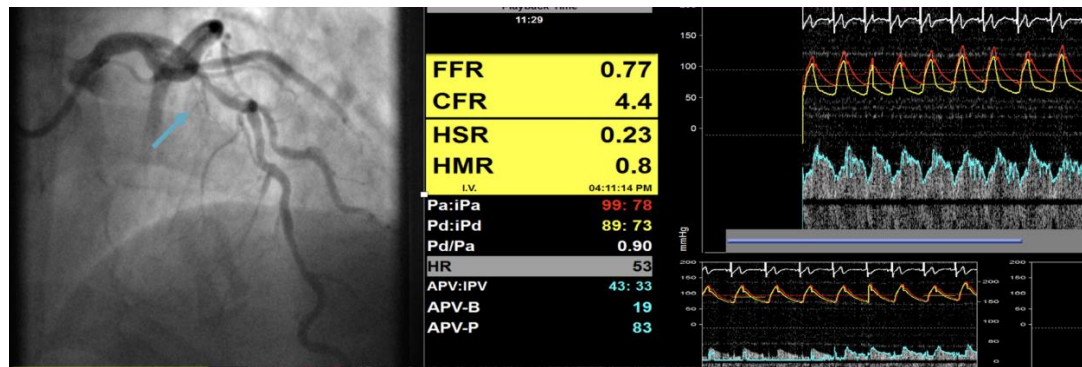 Playback Time
11:29
FFR 0.77
CFR 4.4
HSR 0.23
HMR 0.8
I.V. 04:11:14 PM
Pa:iPa 99: 78
Pd:iPd 89: 73
Pd/Pa 0.90
HR 53
APV:IPV 43: 33
APV-B 19
APV-P 83
150
100
50
0
mmHg
200 200 200
150 150
100 100
50 50
0 0
200
150
100
50
0